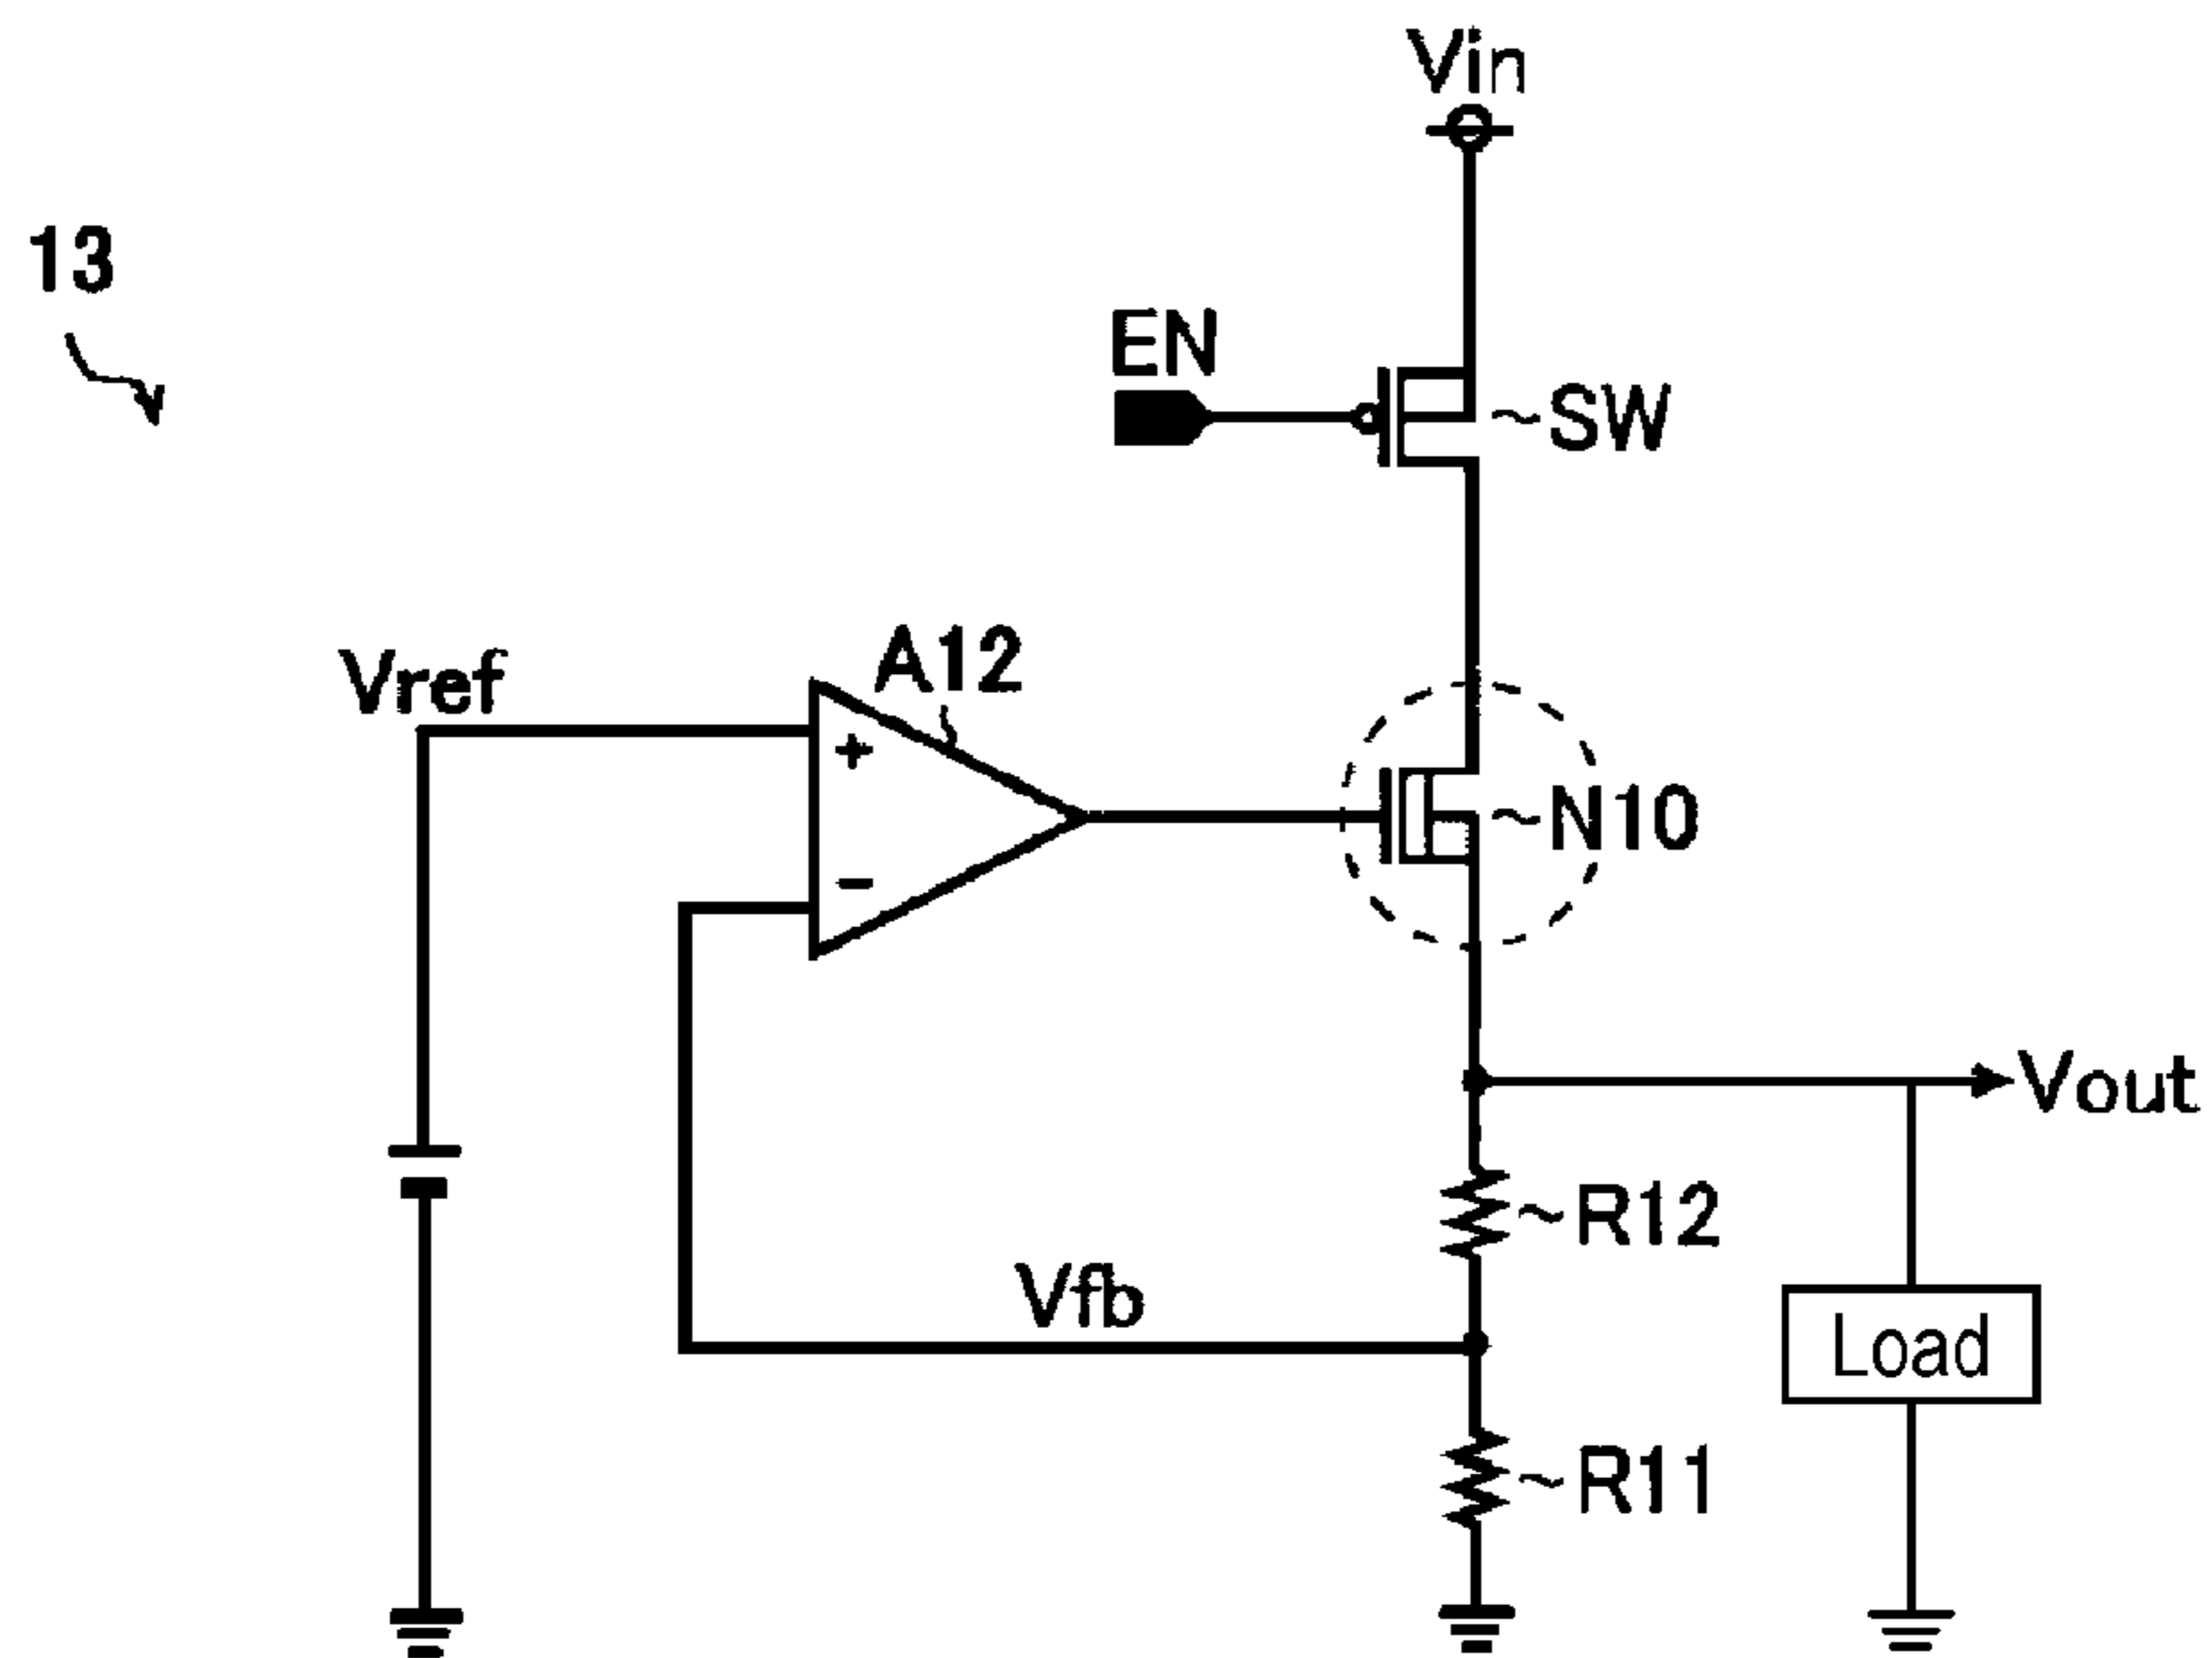 Vin
13
EN
~SW
A12
Vref
+
~N10
-
Vout
~R12
Vfb
Load
~R11